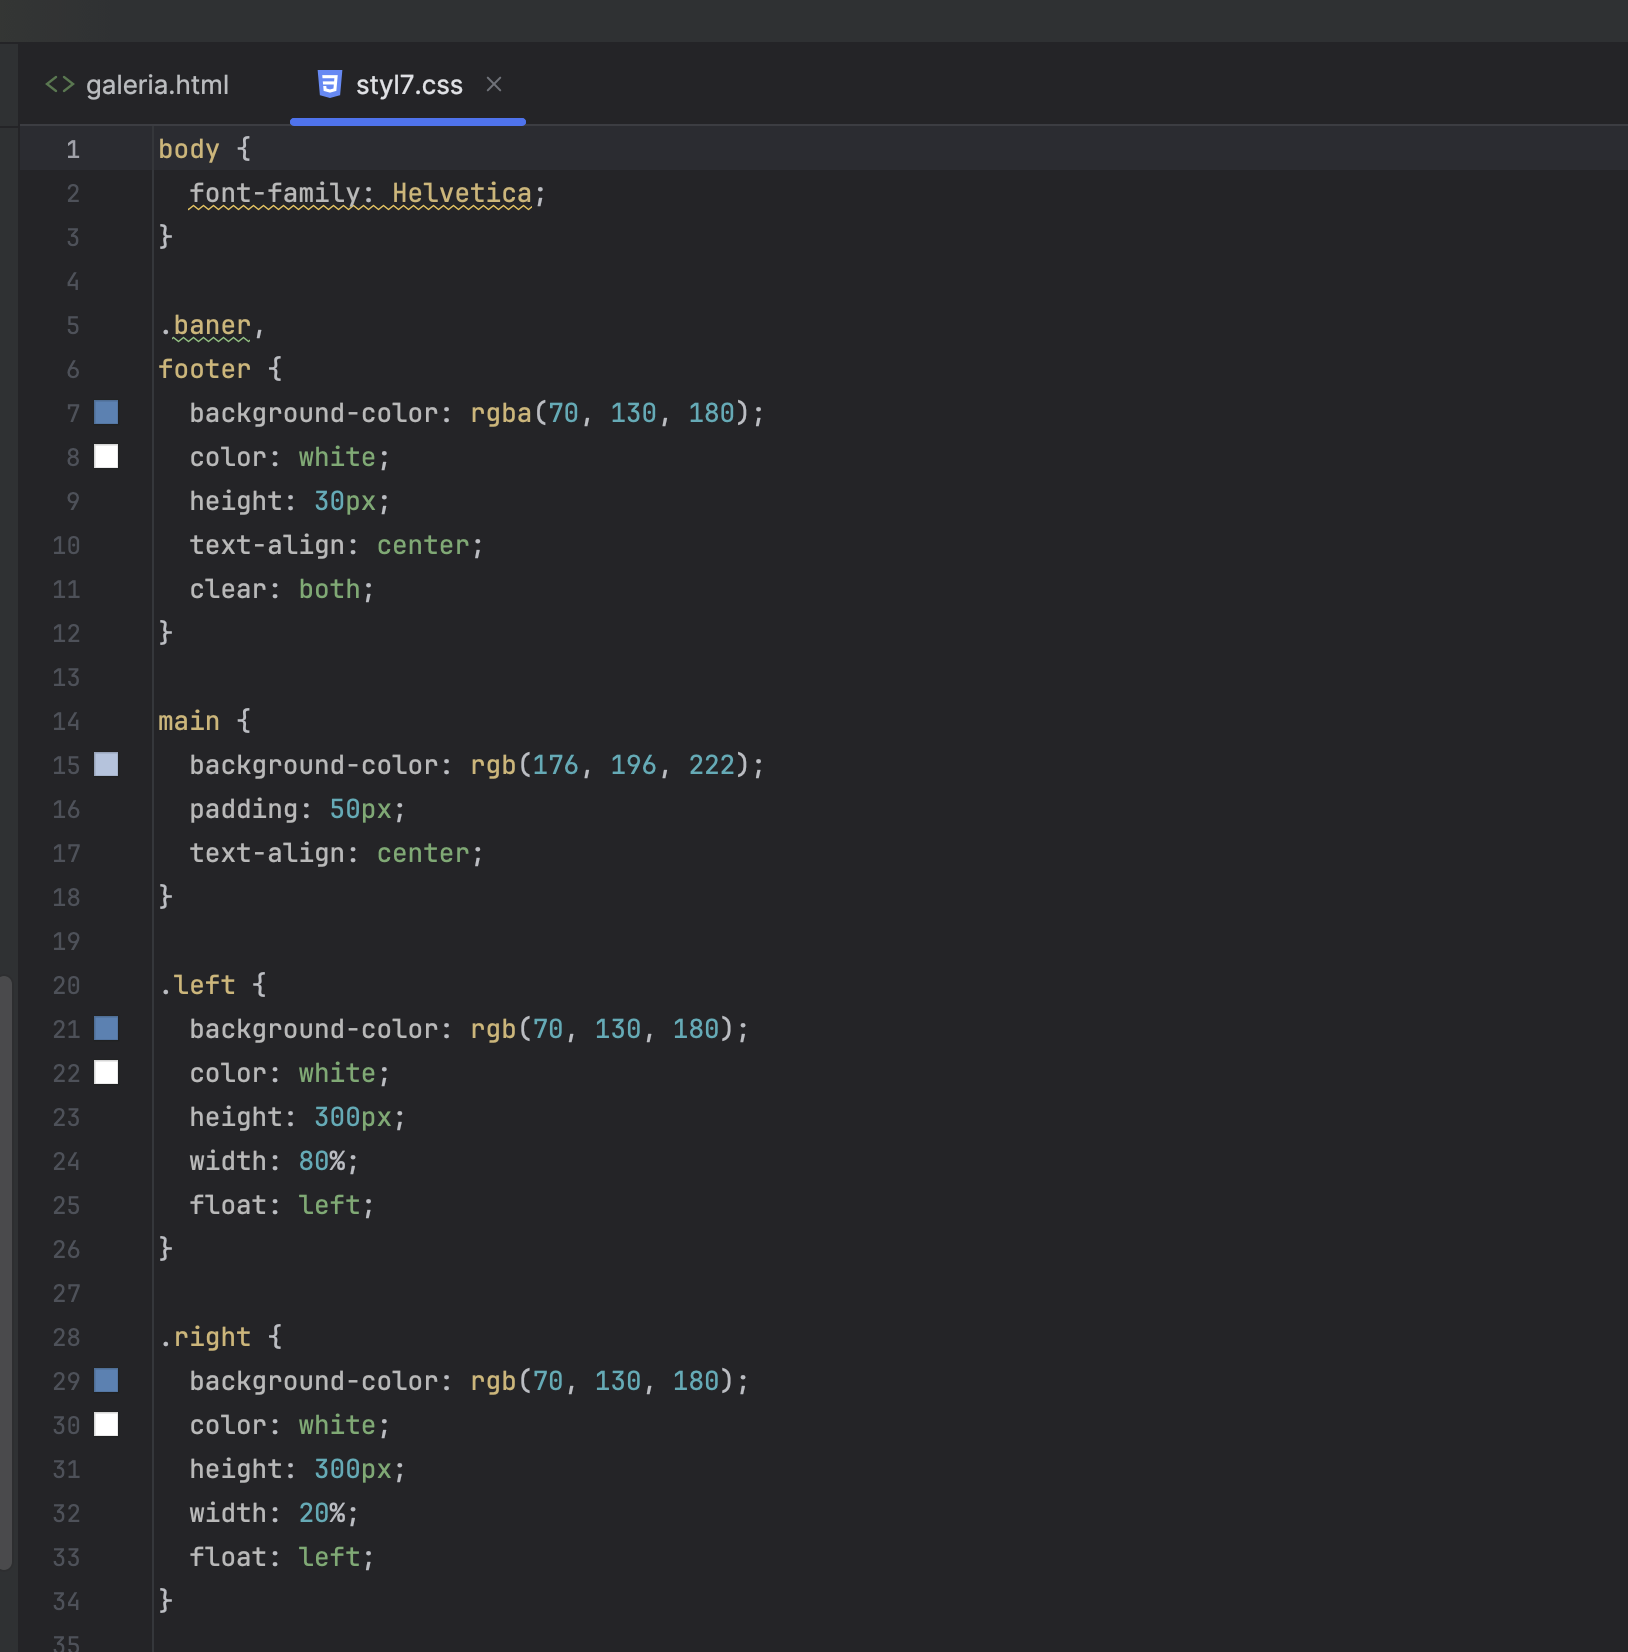 galeria.html
styl7.css
1 body {
2   font-family: Helvetica;
3 }
4
5 .baner,
6 footer {
7   background-color: rgba(70, 130, 180);
8   color: white;
9   height: 30px;
10   text-align: center;
11   clear: both;
12 }
13
14 main {
15   background-color: rgb(176, 196, 222);
16   padding: 50px;
17   text-align: center;
18 }
19
20 .left {
21   background-color: rgb(70, 130, 180);
22   color: white;
23   height: 300px;
24   width: 80%;
25   float: left;
26 }
27
28 .right {
29   background-color: rgb(70, 130, 180);
30   color: white;
31   height: 300px;
32   width: 20%;
33   float: left;
34 }
35